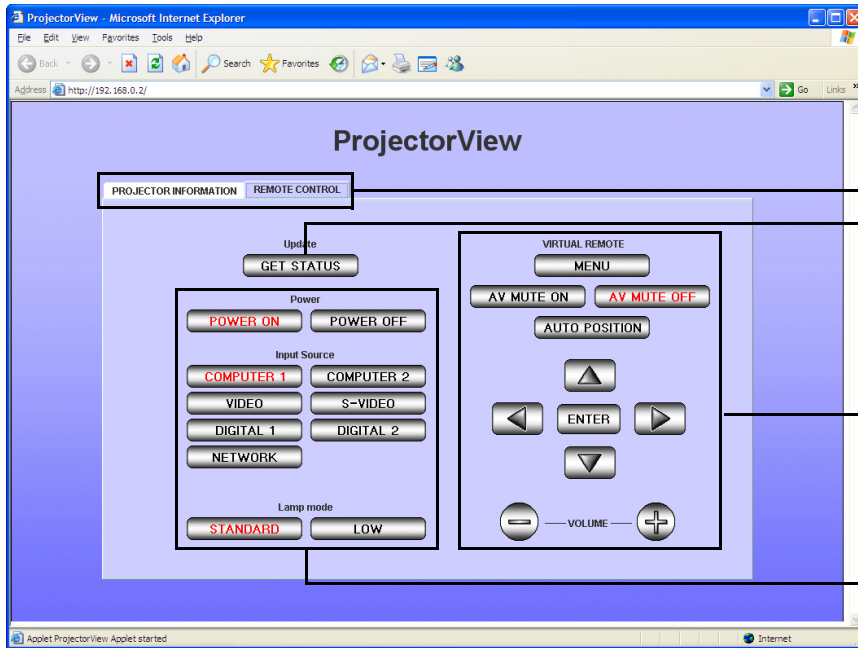 ProjectorView - Microsoft Internet Explorer
File Edit View Favorites Tools Help
Back Search Favorites
Address http://192.168.0.2/ Go Links »
ProjectorView
PROJECTOR INFORMATION REMOTE CONTROL
Update
GET STATUS
Power
POWER ON POWER OFF
Input Source
COMPUTER 1 COMPUTER 2
VIDEO S-VIDEO
DIGITAL 1 DIGITAL 2
NETWORK
Lamp mode
STANDARD LOW
VIRTUAL REMOTE
MENU
AV MUTE ON AV MUTE OFF
AUTO POSITION
ENTER
VOLUME
Applet ProjectorView Applet started Internet